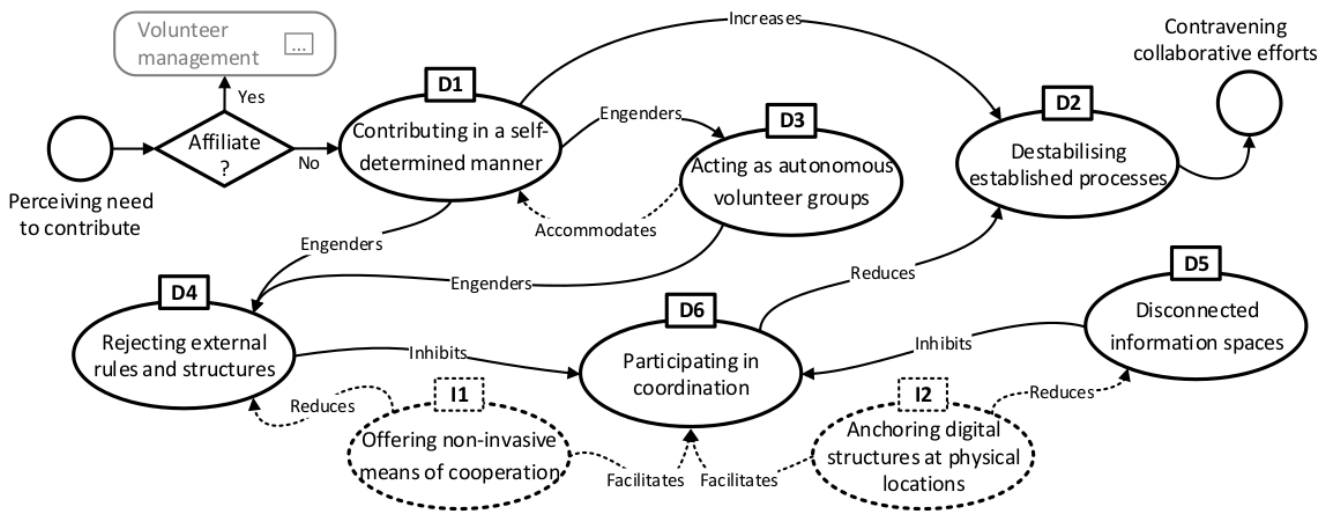 Volunteer
management
...
Increases
Contravening
collaborative efforts
Yes
D1
D2
Affiliate
?
No
Contributing in a self-
determined manner
Engenders
D3
Acting as autonomous
volunteer groups
Destabilising
established processes
Perceiving need
to contribute
Accommodates
Engenders
Engenders
Reduces
D4
D6
D5
Rejecting external
rules and structures
Inhibits
Participating in
coordination
Inhibits
Disconnected
information spaces
Reduces
I1
I2
Reduces
Offering non-invasive
means of cooperation
Facilitates
Facilitates
Anchoring digital
structures at physical
locations